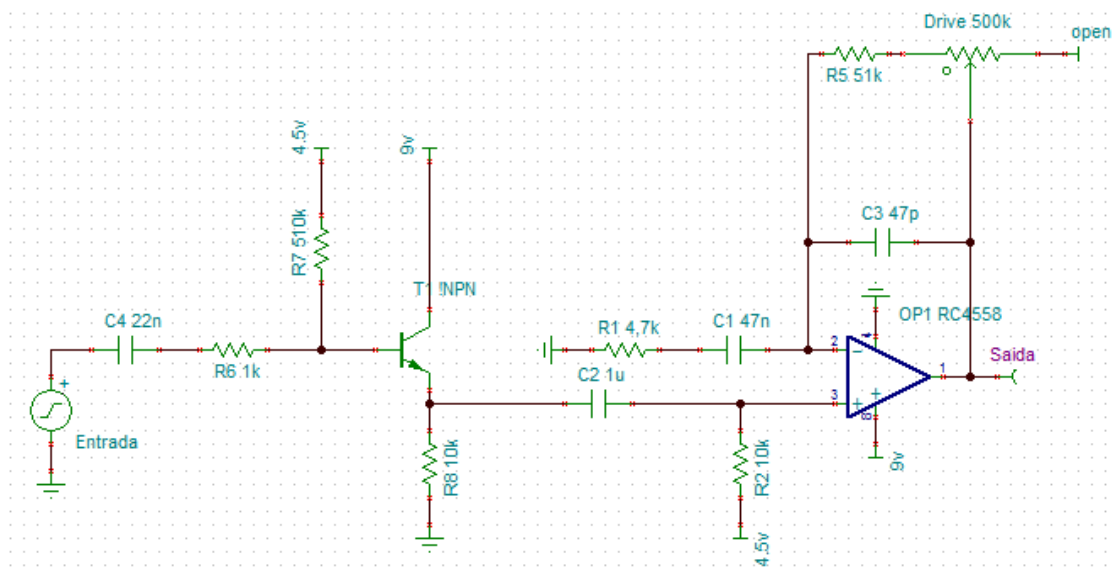 Drive 500k
open
R5 51k
4.5v
9v
R7 510k
C3 47p
T1 !NPN
C4 22n
R6 1k
R1 4,7k
C1 47n
OP1 RC4558
4
2
Saida
1
C2 1u
3
8
+
Entrada
R8 10k
R2 10k
9v
4.5v